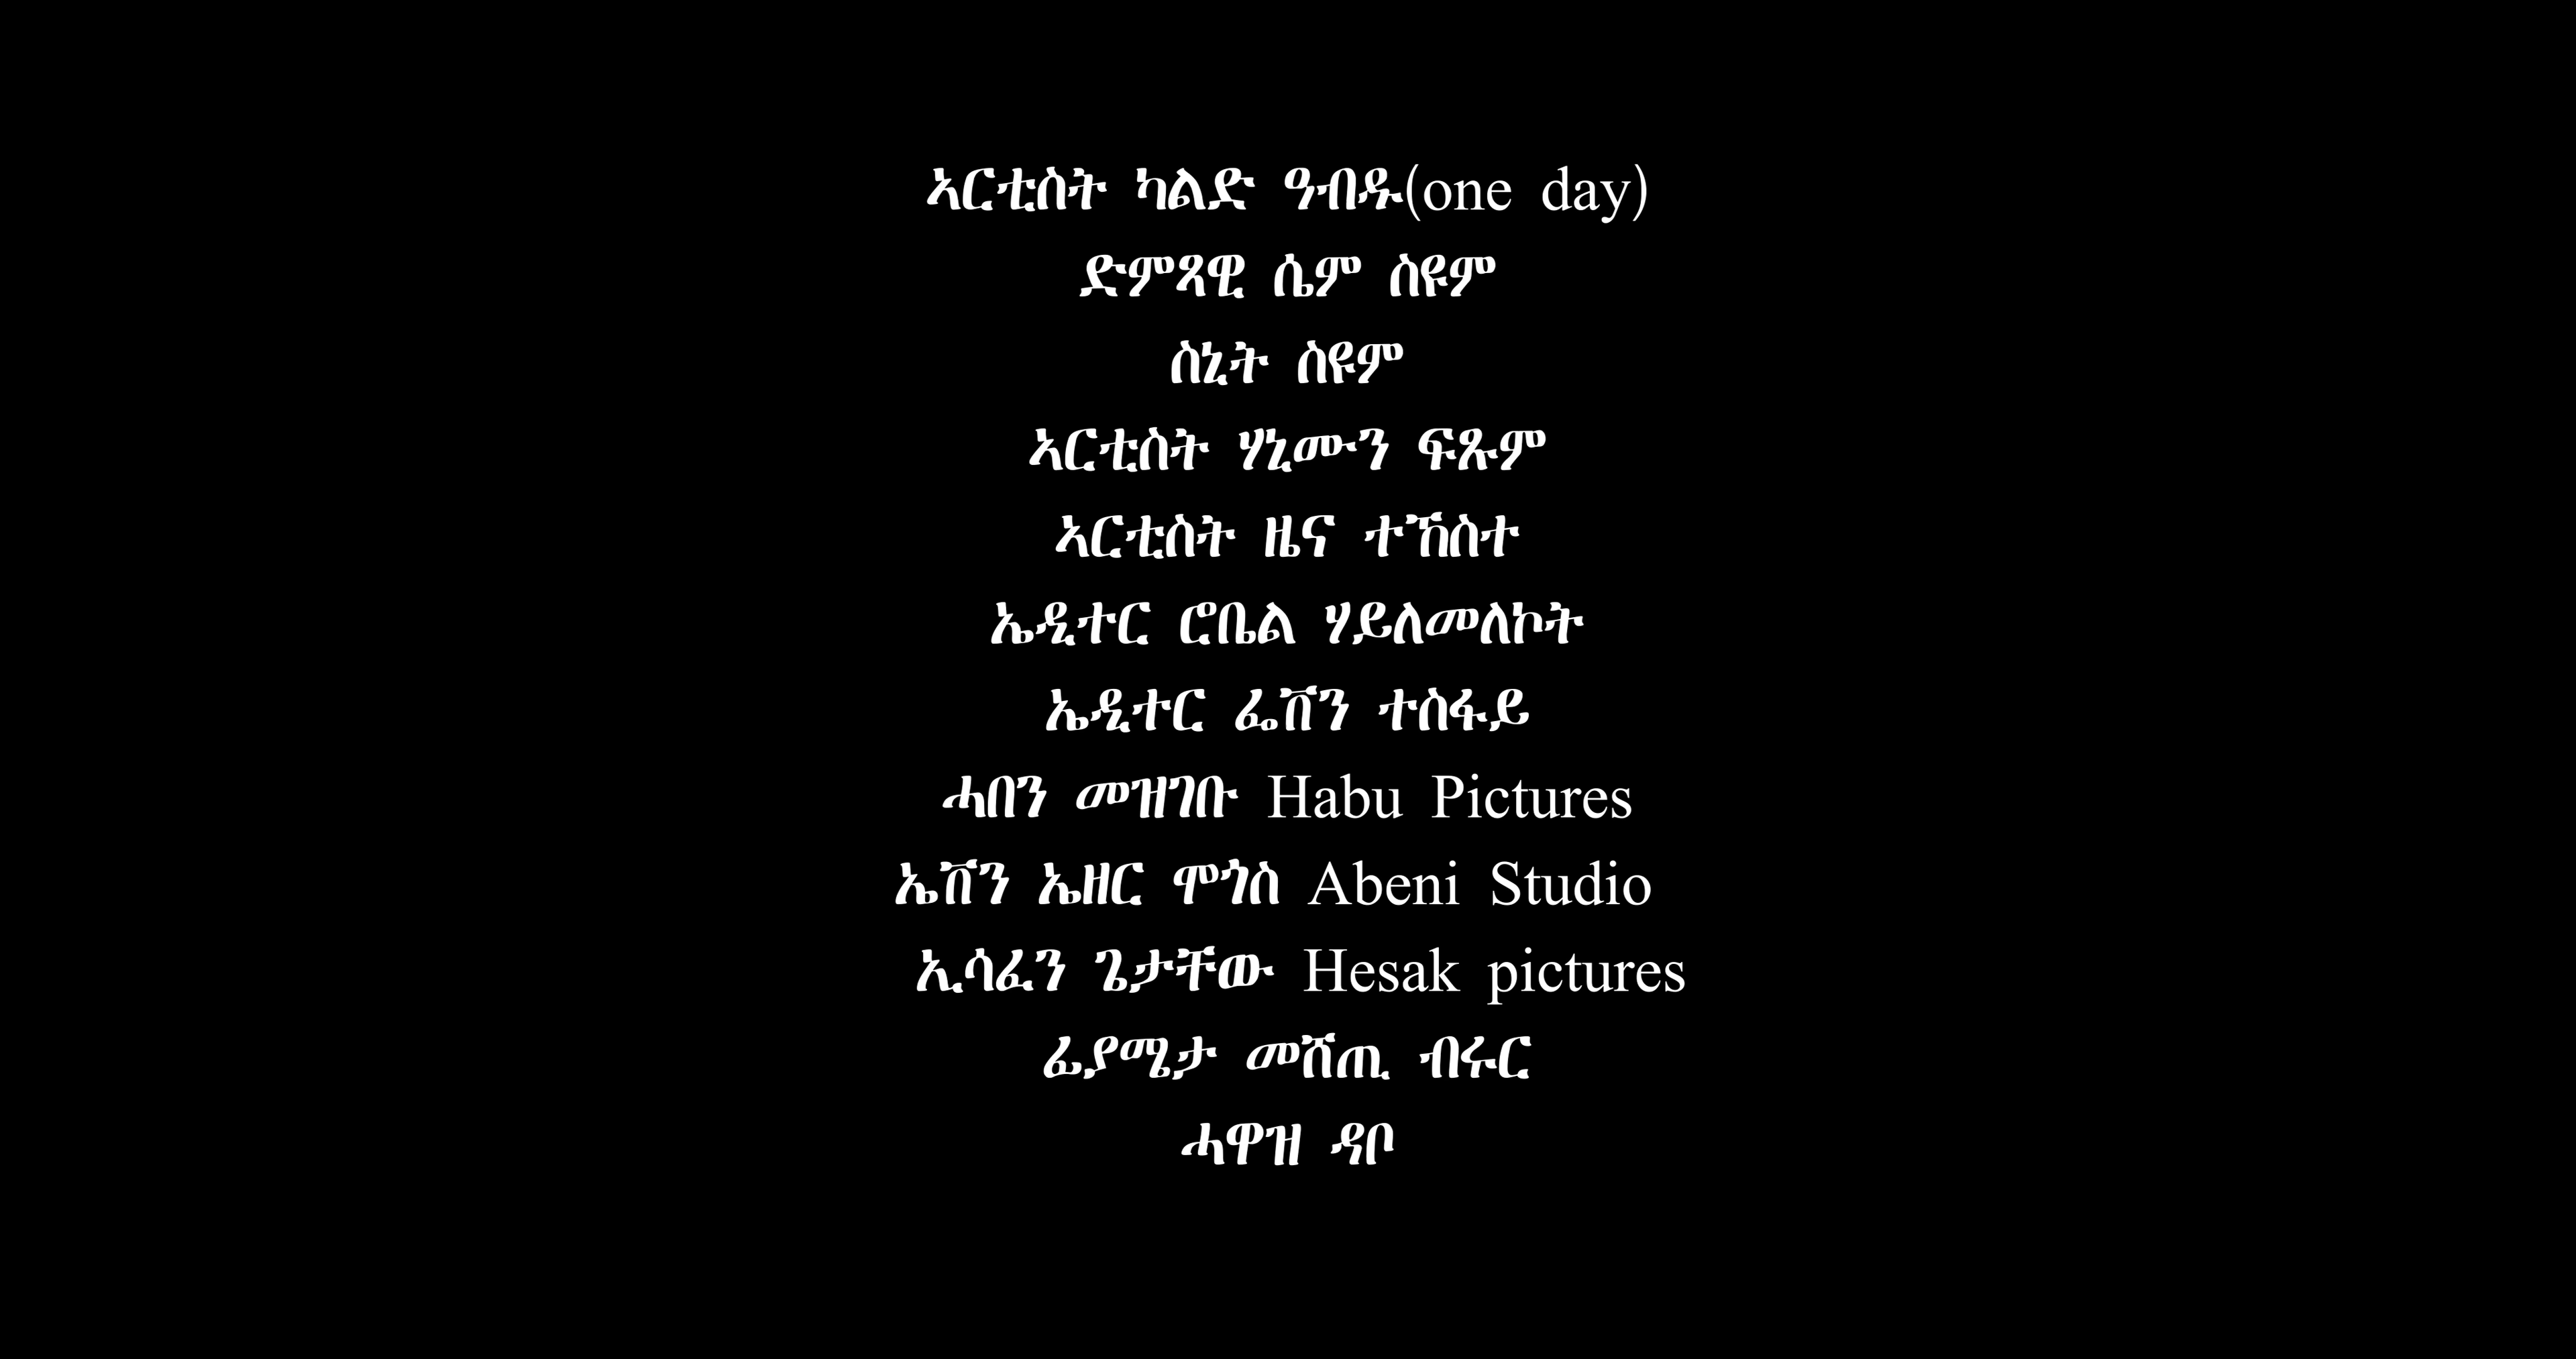 ኣርቲስት ካልድ ዓብዱ(one day)
ድምጻዊ ሴም ስዩም
ስኒት ስዩም
ኣርቲስት ሃኒሙን ፍጹም
ኣርቲስት ዜና ተኸስተ
ኤዲተር ሮቤል ሃይለመለኮት
ኤዲተር ፌቨን ተስፋይ
ሓበን መዝገቡ Habu Pictures
ኤቨን ኤዘር ሞጎስ Abeni Studio
ኢሳፈን ጌታቸው Hesak pictures
ፊያሜታ መሸጢ ብሩር
ሓዋዝ ዳቦ